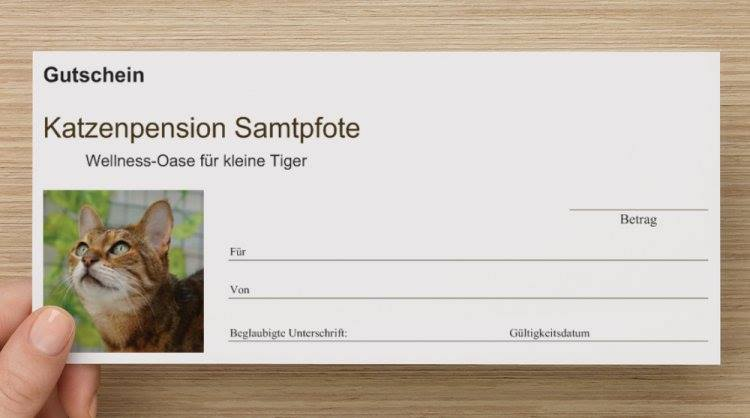 Gutschein
Katzenpension Samtpfote
Wellness-Oase für kleine Tiger
Betrag
Für
Von
Beglaubigte Unterschrift: Gültigkeitsdatum